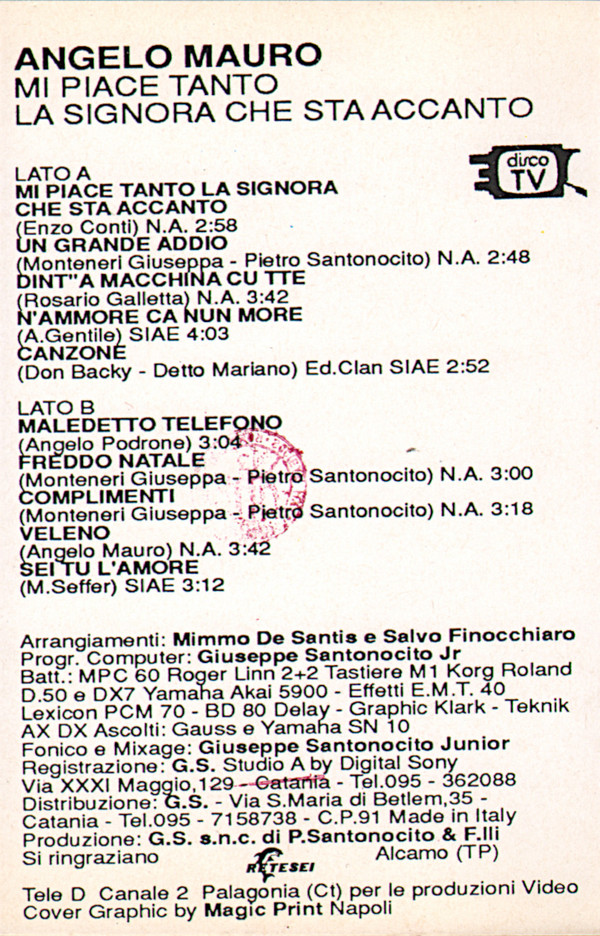 ANGELO MAURO
MI PIACE TANTO
LA SIGNORA CHE STA ACCANTO
disco
TV
LATO A
MI PIACE TANTO LA SIGNORA
CHE STA ACCANTO
(Enzo Conti) N.A. 2:58
UN GRANDE ADDIO
(Monteneri Giuseppa - Pietro Santonocito) N.A. 2:48
DINT"A MACCHINA CU TTE
(Rosario Galletta) N.A. 3:42
N'AMMORE CA NUN MORE
(A.Gentile) SIAE 4:03
CANZONE
(Don Backy - Detto Mariano) Ed.Clan SIAE 2:52
LATO B
MALEDETTO TELEFONO
(Angelo Podrone) 3:04
FREDDO NATALE
(Monteneri Giuseppa - Pietro Santonocito) N.A. 3:00
COMPLIMENTI
(Monteneri Giuseppa - Pietro Santonocito) N.A. 3:18
VELENO
(Angelo Mauro) N.A. 3:42
SEI TU L'AMORE
(M.Seffer) SIAE 3:12
Arrangiamenti: Mimmo De Santis e Salvo Finocchiaro
Progr. Computer: Giuseppe Santonocito Jr
Batt.: MPC 60 Roger Linn 2+2 Tastiere M1 Korg Roland
D.50 e DX7 Yamaha Akai 5900 - Effetti E.M.T. 40
Lexicon PCM 70 - BD 80 Delay - Graphic Klark - Teknik
AX DX Ascolti: Gauss e Yamaha SN 10
Fonico e Mixage: Giuseppe Santonocito Junior
Registrazione: G.S. Studio A by Digital Sony
Via XXXI Maggio,129 - Catania - Tel.095 - 362088
Distribuzione: G.S. - Via S.Maria di Betlem,35 -
Catania - Tel.095 - 7158738 - C.P.91 Made in Italy
Produzione: G.S. s.n.c. di P.Santonocito & F.lli
Si ringraziano RETESEI Alcamo (TP)
Tele D Canale 2 Palagonia (Ct) per le produzioni Video
Cover Graphic by Magic Print Napoli